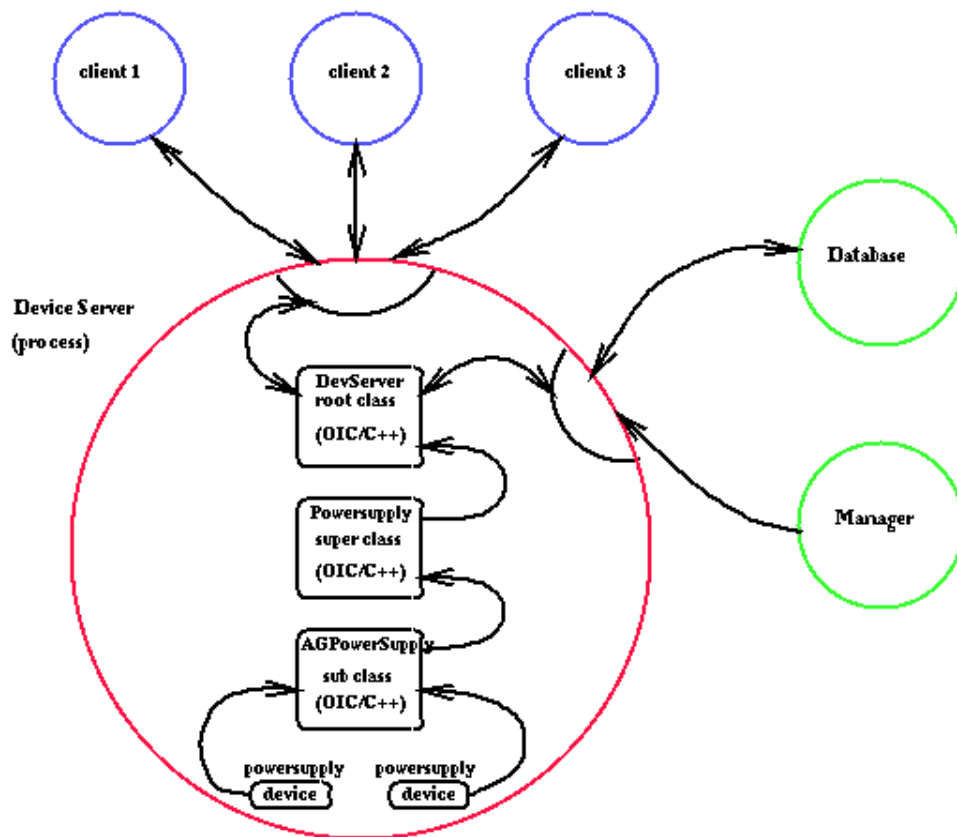 client 1
client 2
client 3
Database
Device Server
(process)
DevServer
root class
(OIC/C++)
Powersupply
super class
(OIC/C++)
Manager
AGPowerSupply
sub class
(OIC/C++)
powersupply
device
powersupply
device